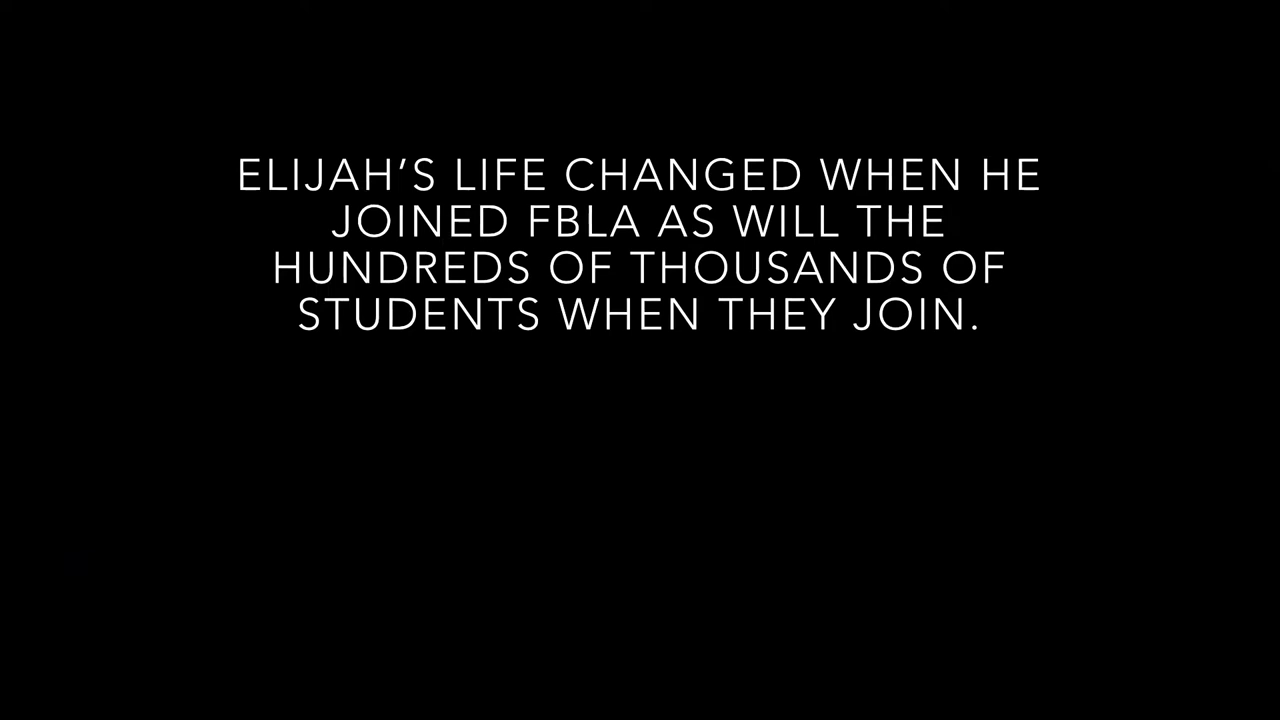 ELIJAH’S LIFE CHANGED WHEN HE
JOINED FBLA AS WILL THE
HUNDREDS OF THOUSANDS OF
STUDENTS WHEN THEY JOIN.